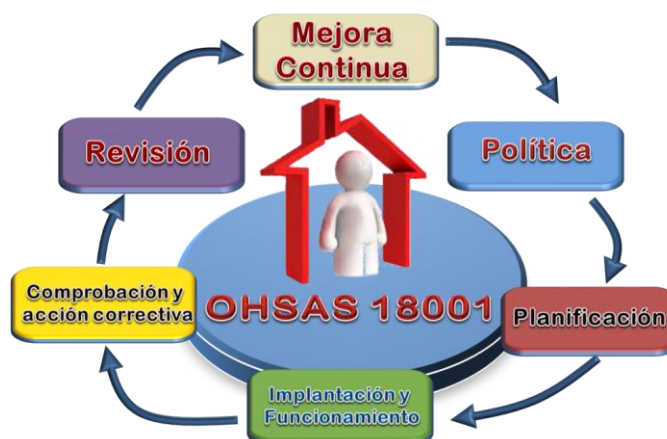 Mejora
Continua
Política
Planificación
Implantación y
Funcionamiento
Comprobación y
acción correctiva
Revisión
OHSAS 18001